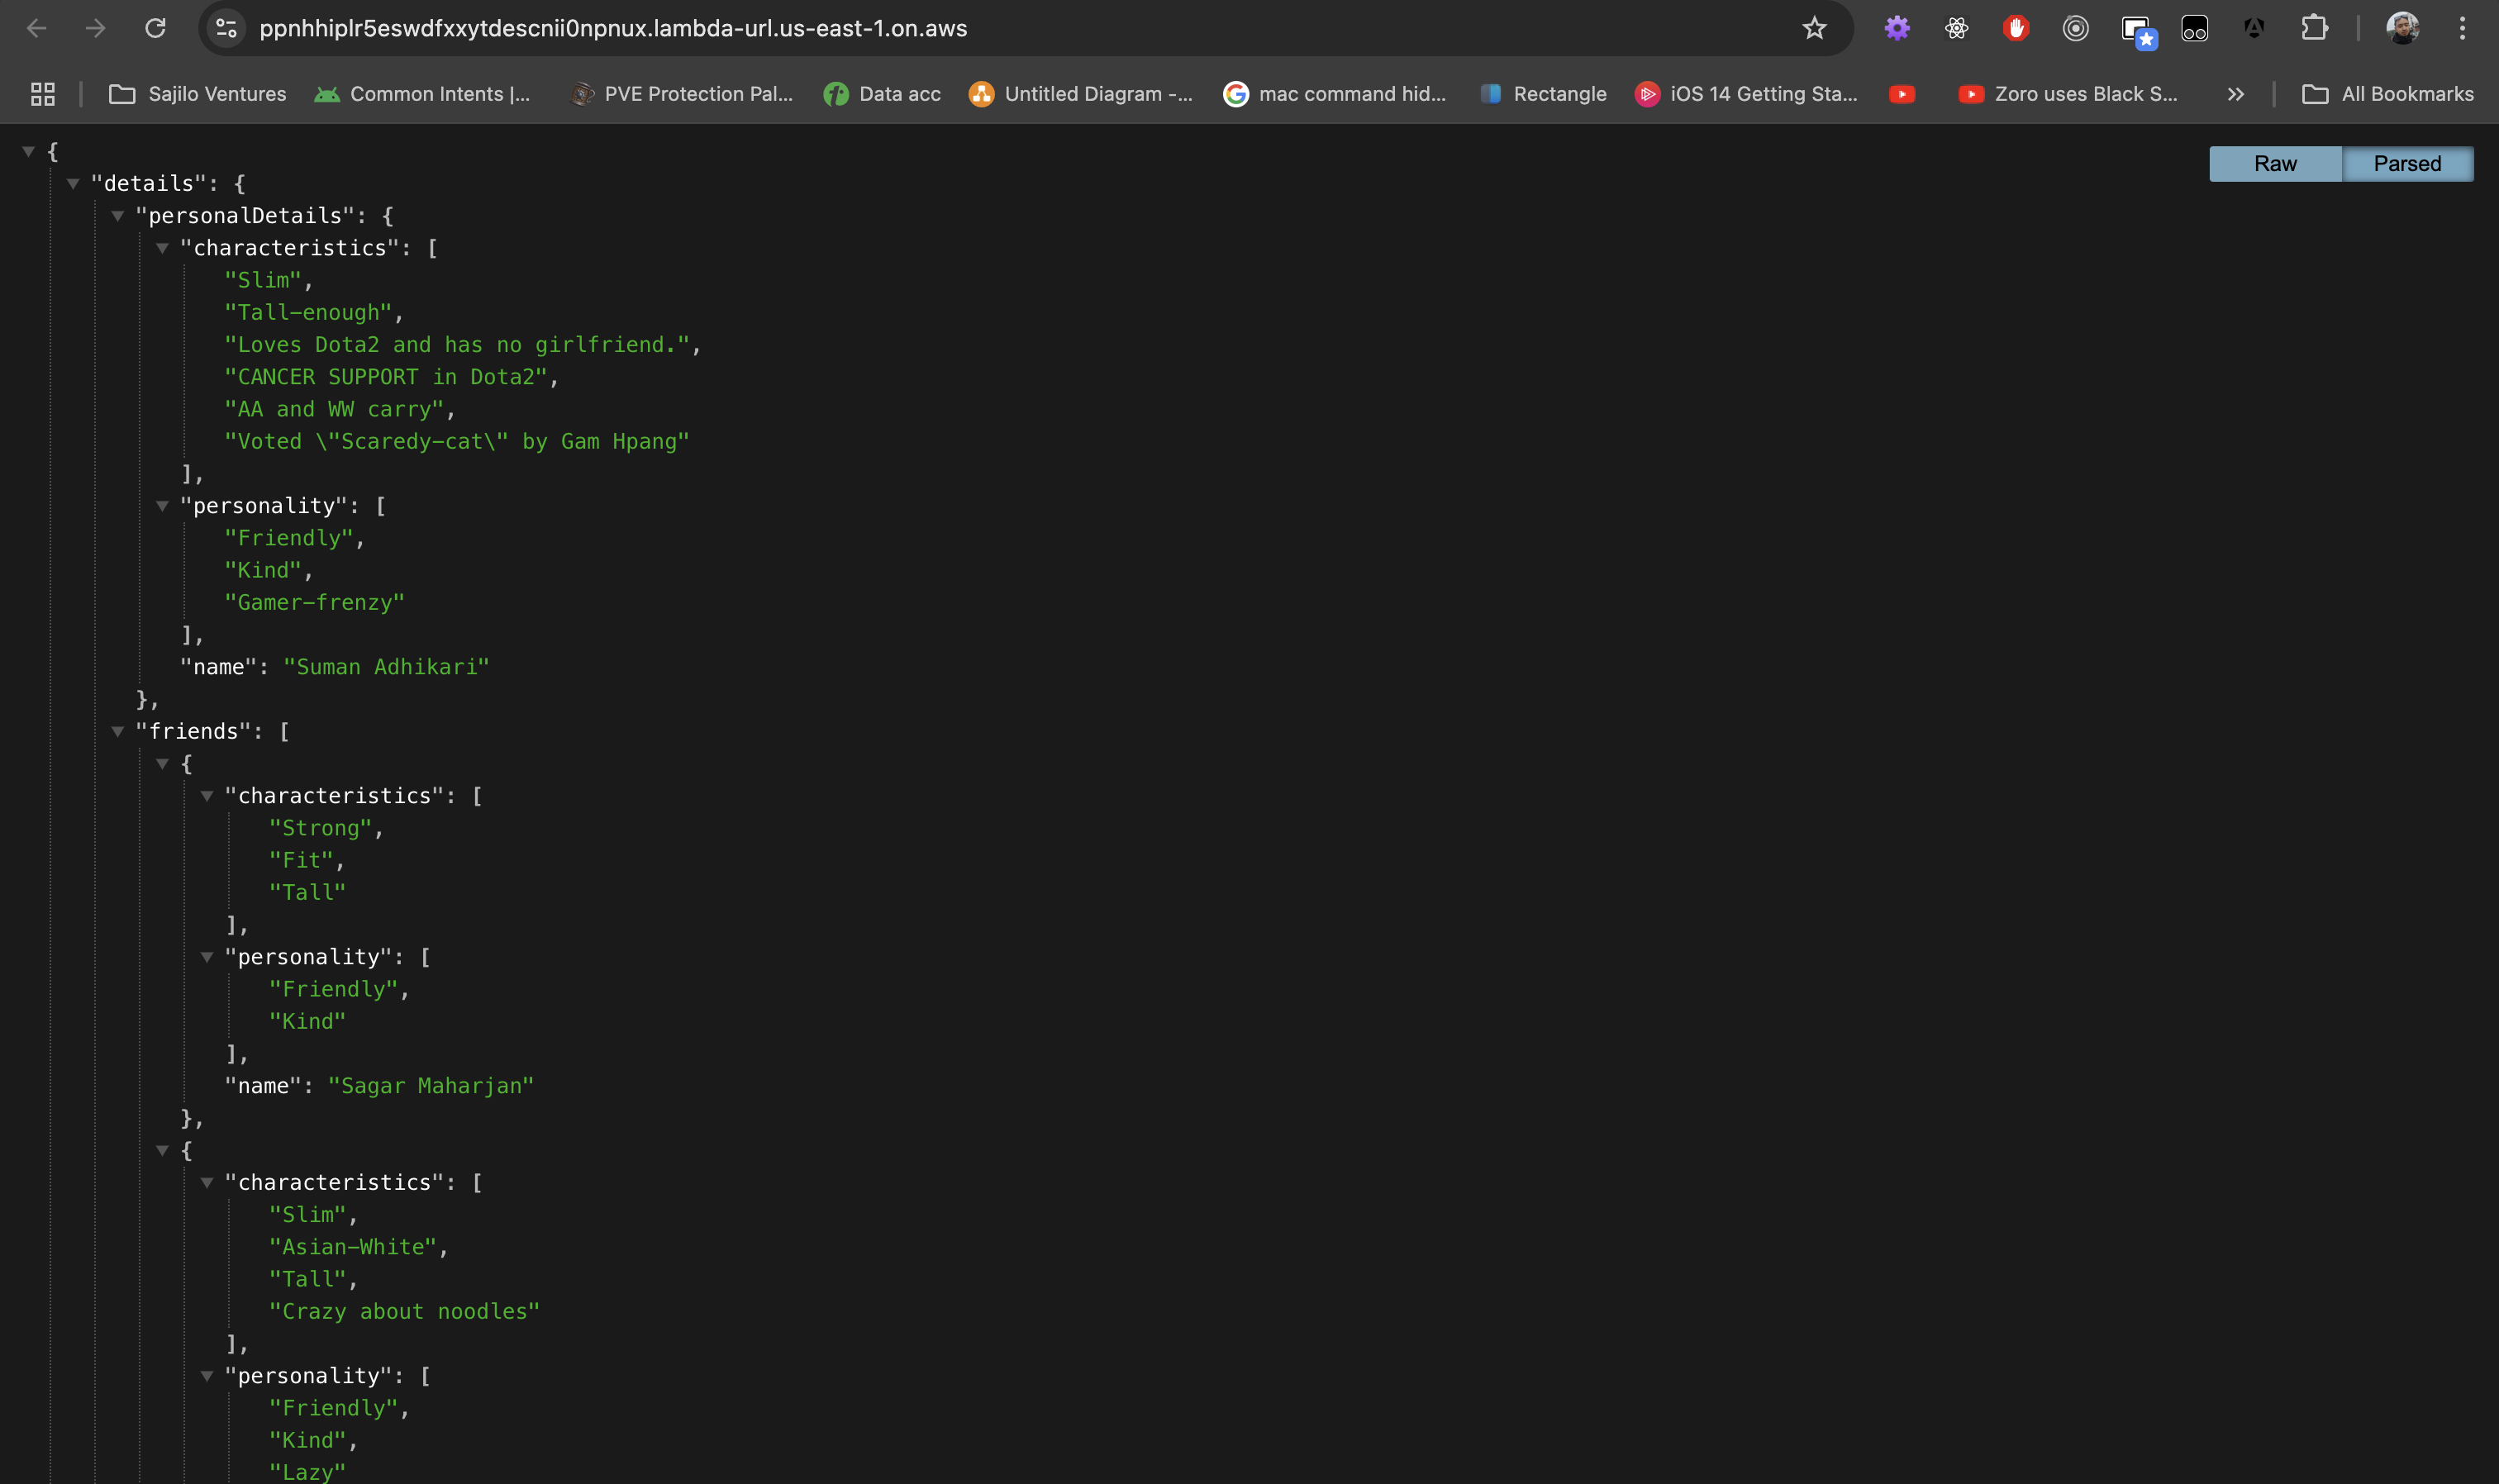 ppnhhiplr5eswdfxxytdescnii0npnux.lambda-url.us-east-1.on.aws
Sajilo Ventures Common Intents |... PVE Protection Pal... Data acc Untitled Diagram -... mac command hid... Rectangle iOS 14 Getting Sta... Zoro uses Black S... All Bookmarks
Raw Parsed
{
"details": {
"personalDetails": {
"characteristics": [
"Slim",
"Tall-enough",
"Loves Dota2 and has no girlfriend.",
"CANCER SUPPORT in Dota2",
"AA and WW carry",
"Voted \"Scaredy-cat\" by Gam Hpang"
],
"personality": [
"Friendly",
"Kind",
"Gamer-frenzy"
],
"name": "Suman Adhikari"
},
"friends": [
{
"characteristics": [
"Strong",
"Fit",
"Tall"
],
"personality": [
"Friendly",
"Kind"
],
"name": "Sagar Maharjan"
},
{
"characteristics": [
"Slim",
"Asian-White",
"Tall",
"Crazy about noodles"
],
"personality": [
"Friendly",
"Kind",
"Lazy"